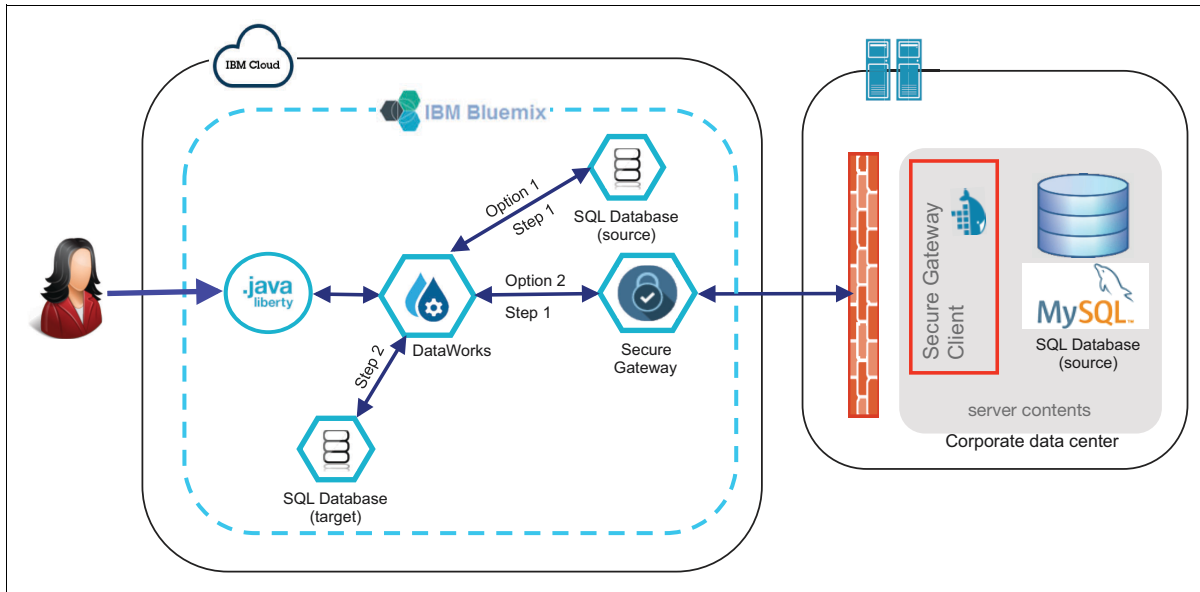 IBM Cloud
IBM Bluemix
Option 1
Step 1
SQL Database
(source)
.java
liberty
DataWorks
Option 2
Step 1
Secure
Gateway
Step 2
SQL Database
(target)
Secure Gateway
Client
MySQL™
SQL Database
(source)
server contents
Corporate data center